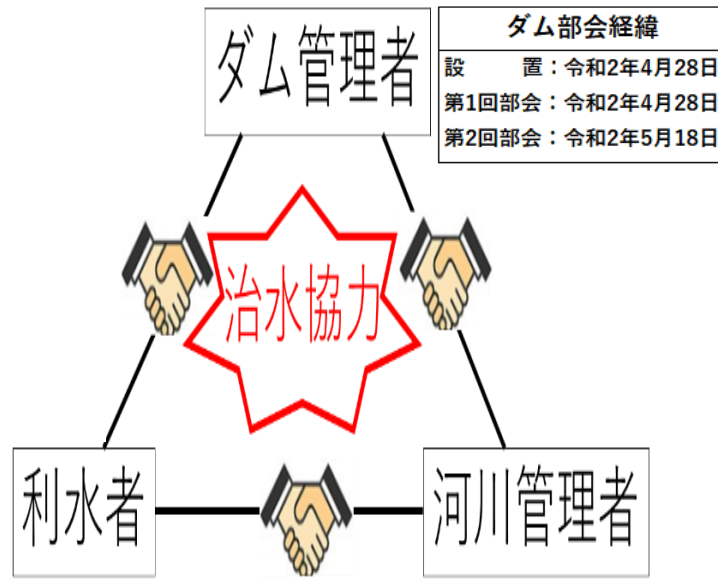 ダム管理者
ダム部会経緯
設　　置：令和2年4月28日
第1回部会：令和2年4月28日
第2回部会：令和2年5月18日
治水協力
利水者
河川管理者